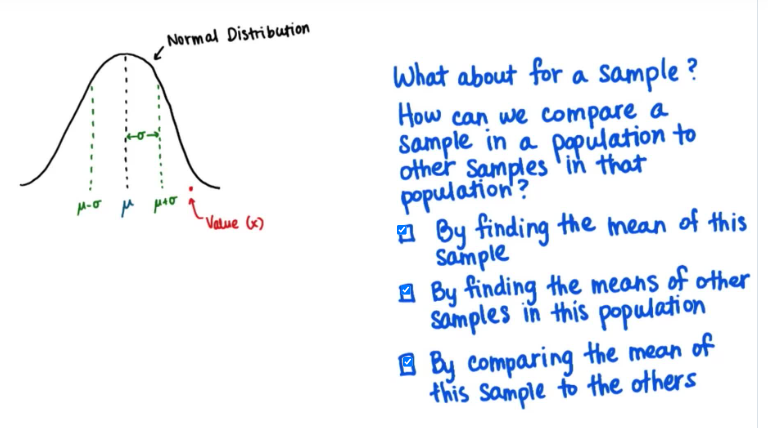 Normal Distribution
σ
μ-σ
μ
μ+σ
Value (x)
What about for a sample?
How can we compare a
sample in a population to
other samples in that
population?
By finding the mean of this
sample
By finding the means of other
samples in this population
By comparing the mean of
this sample to the others